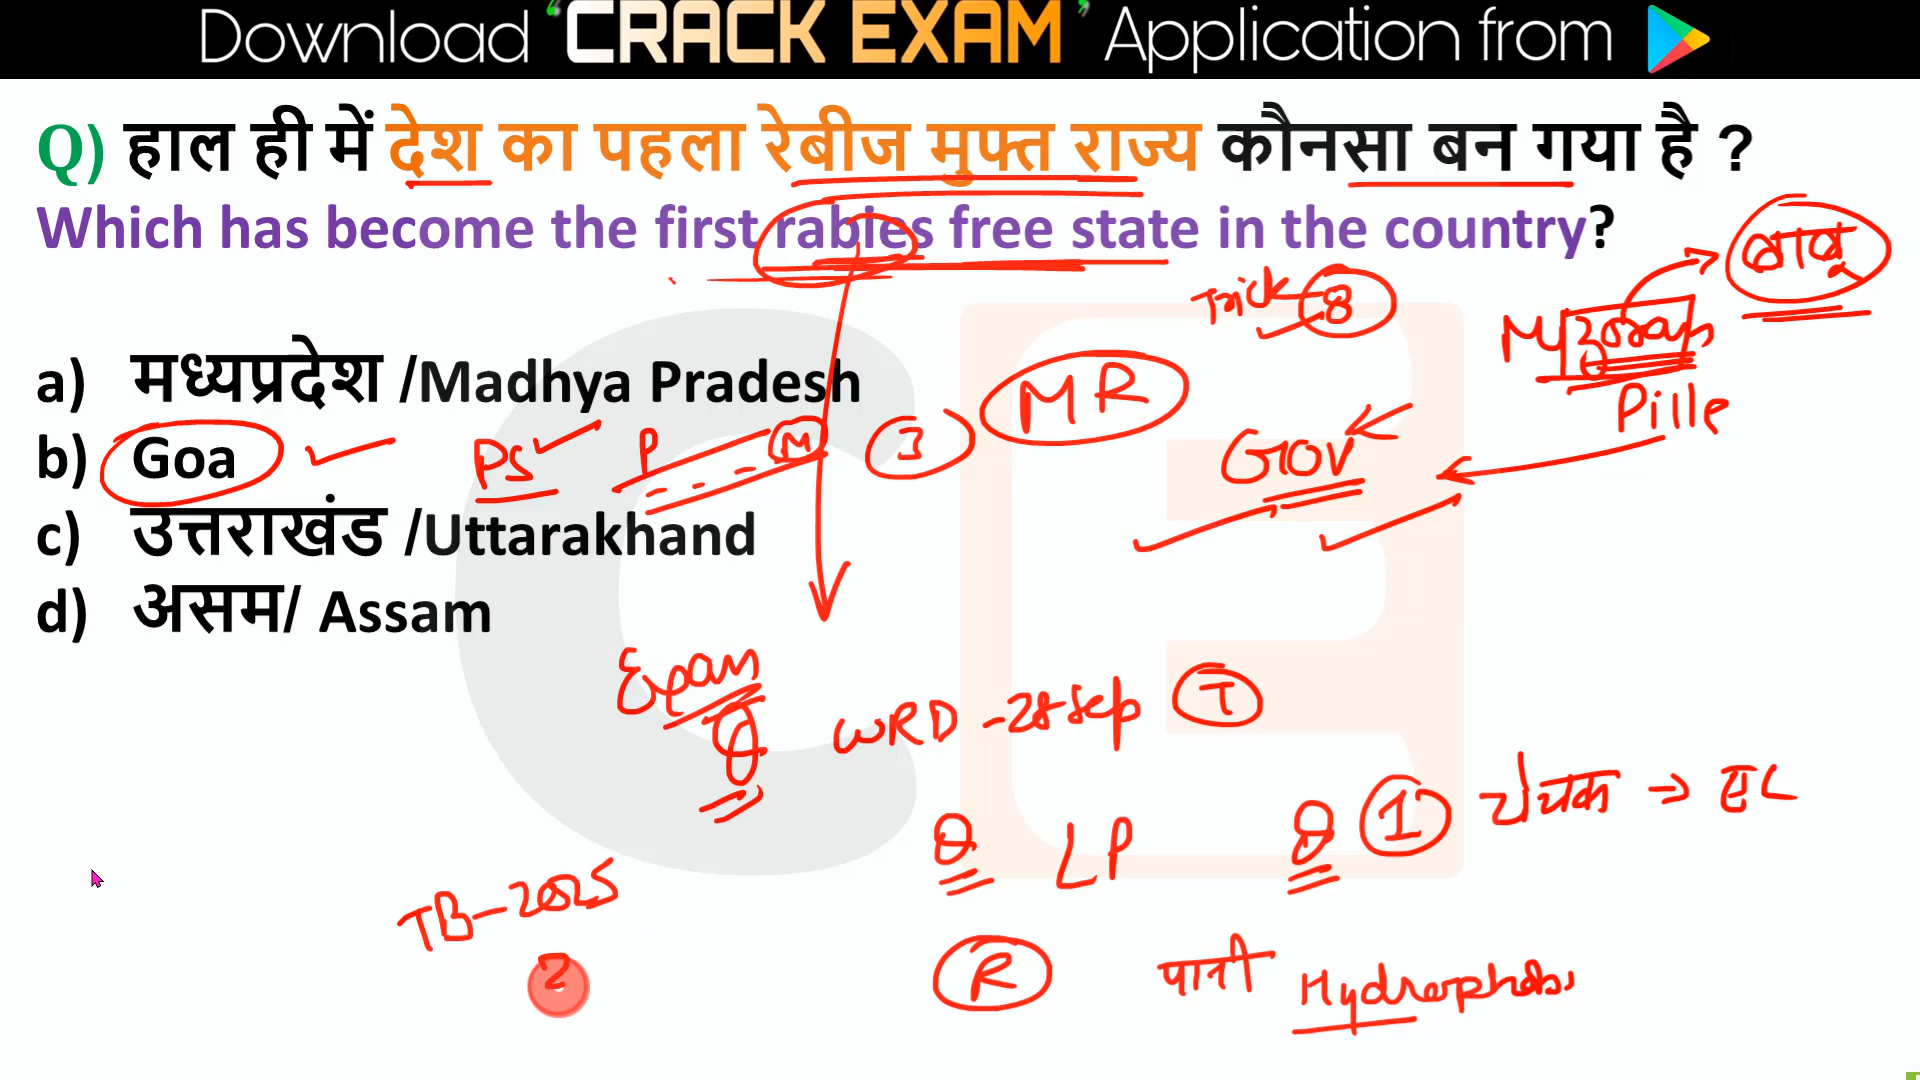 Download 'CRACK EXAM' Application from
Q) हाल ही में देश का पहला रेबीज मुफ्त राज्य कौनसा बन गया है ?
Which has become the first rabies free state in the country?
Trick 8
Pille
a) मध्यप्रदेश /Madhya Pradesh
MR
b) Goa
PS P M 3
Gov
c) उत्तराखंड /Uttarakhand
d) असम/ Assam
Exam
WRD - 28 Sep T
Q LP Q 1 रोचक →
TB - 2025
2
R पानी